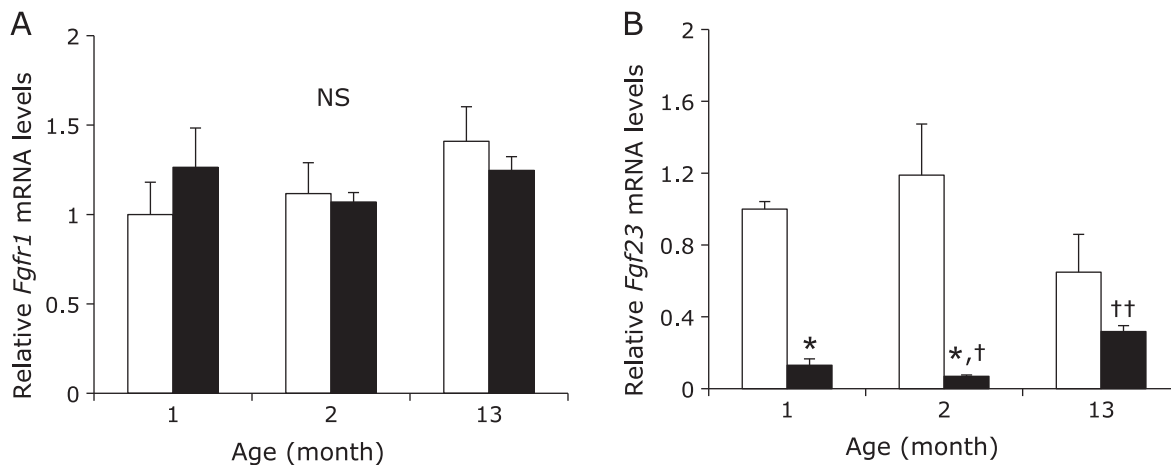 A
Relative Fgfr1 mRNA levels
2
1.5
1
0.5
0
NS
1 2 13
Age (month)
B
Relative Fgf23 mRNA levels
2
1.6
1.2
0.8
0.4
0
*
*,†
††
1 2 13
Age (month)